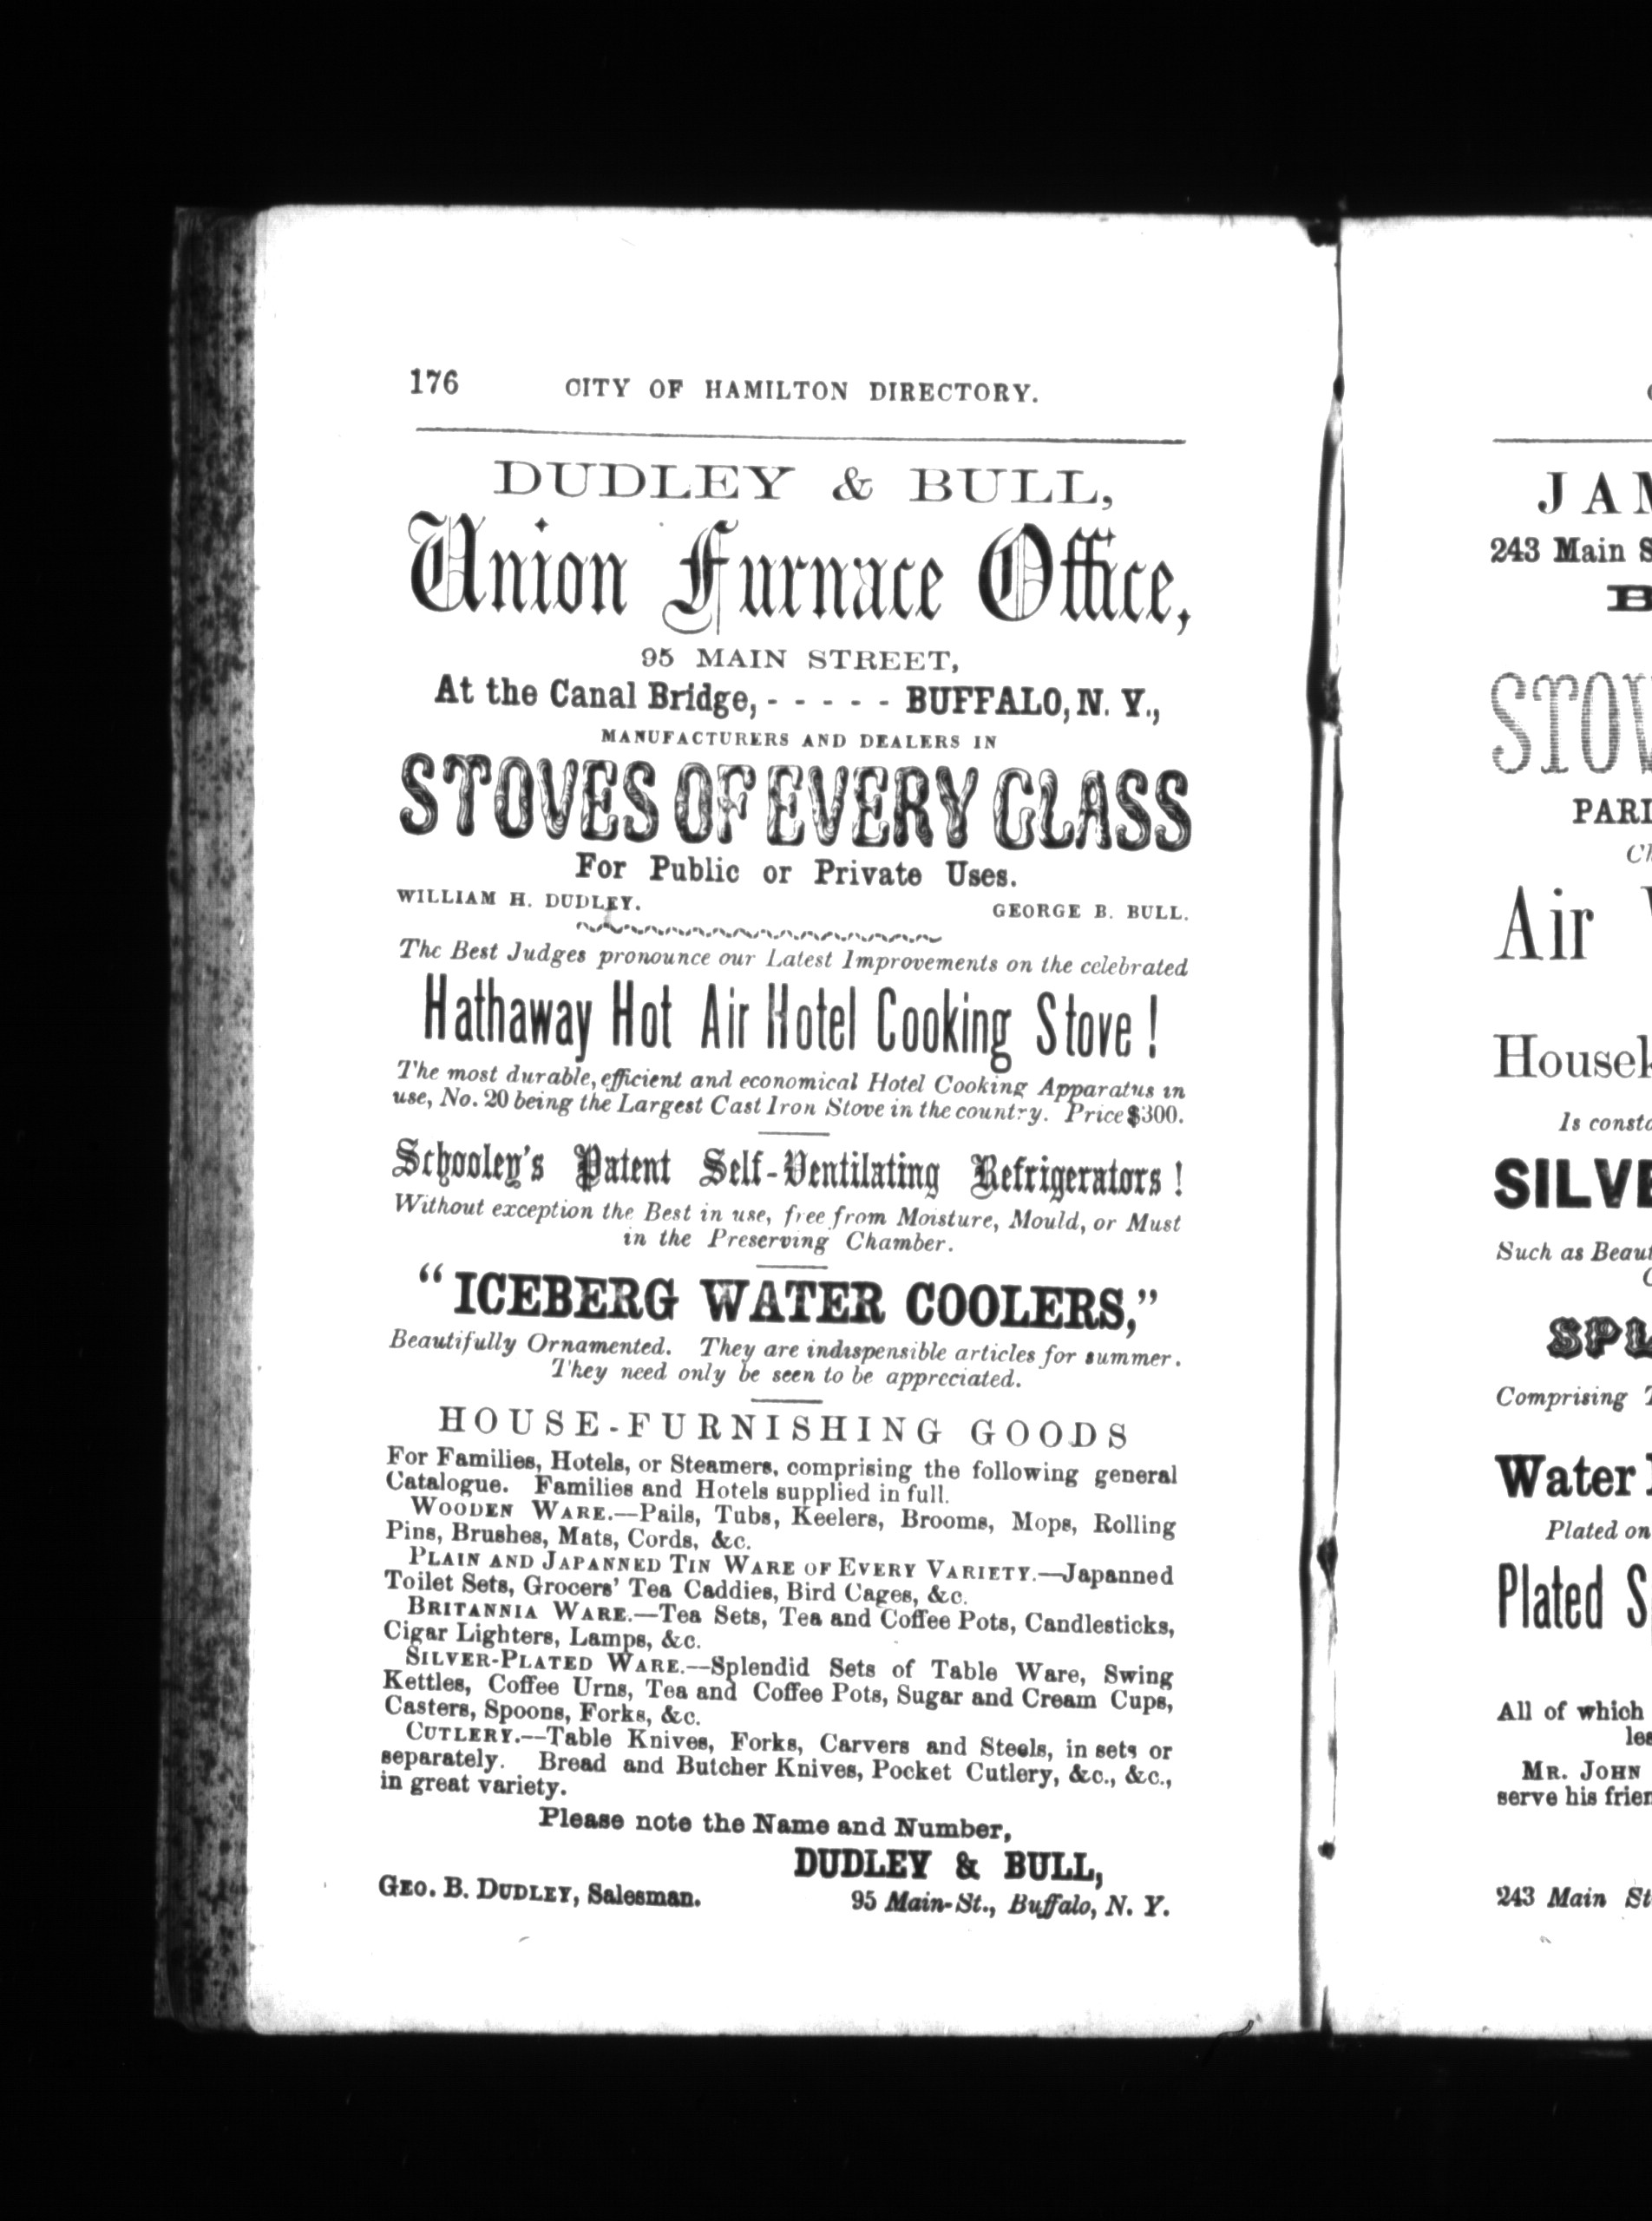 176 CITY OF HAMILTON DIRECTORY.
DUDLEY & BULL,
Union Furnace Office,
95 MAIN STREET,
At the Canal Bridge, - - - - - BUFFALO, N. Y.,
MANUFACTURERS AND DEALERS IN
STOVES OF EVERY CLASS
For Public or Private Uses.
WILLIAM H. DUDLEY. GEORGE B. BULL.
The Best Judges pronounce our Latest Improvements on the celebrated
Hathaway Hot Air Hotel Cooking Stove!
The most durable, efficient and economical Hotel Cooking Apparatus in
use, No. 20 being the Largest Cast Iron Stove in the country. Price $300.
Schooley's Patent Self-Ventilating Refrigerators!
Without exception the Best in use, free from Moisture, Mould, or Must
in the Preserving Chamber.
"ICEBERG WATER COOLERS,"
Beautifully Ornamented. They are indispensible articles for summer.
They need only be seen to be appreciated.
HOUSE-FURNISHING GOODS
For Families, Hotels, or Steamers, comprising the following general
Catalogue. Families and Hotels supplied in full.
WOODEN WARE.—Pails, Tubs, Keelers, Brooms, Mops, Rolling
Pins, Brushes, Mats, Cords, &c.
PLAIN AND JAPANNED TIN WARE OF EVERY VARIETY.—Japanned
Toilet Sets, Grocers' Tea Caddies, Bird Cages, &c.
BRITANNIA WARE.—Tea Sets, Tea and Coffee Pots, Candlesticks,
Cigar Lighters, Lamps, &c.
SILVER-PLATED WARE.—Splendid Sets of Table Ware, Swing
Kettles, Coffee Urns, Tea and Coffee Pots, Sugar and Cream Cups,
Casters, Spoons, Forks, &c.
CUTLERY.—Table Knives, Forks, Carvers and Steels, in sets or
separately. Bread and Butcher Knives, Pocket Cutlery, &c., &c.,
in great variety.
Please note the Name and Number,
DUDLEY & BULL,
GEO. B. DUDLEY, Salesman. 95 Main-St., Buffalo, N. Y.
JAM
243 Main S
B
STOV
PARI
Ch
Air
Househ
Is consta
SILVE
Such as Beaut
SPL
Comprising
Water
Plated on
Plated S
All of which
les
MR. JOHN
serve his frien
243 Main St